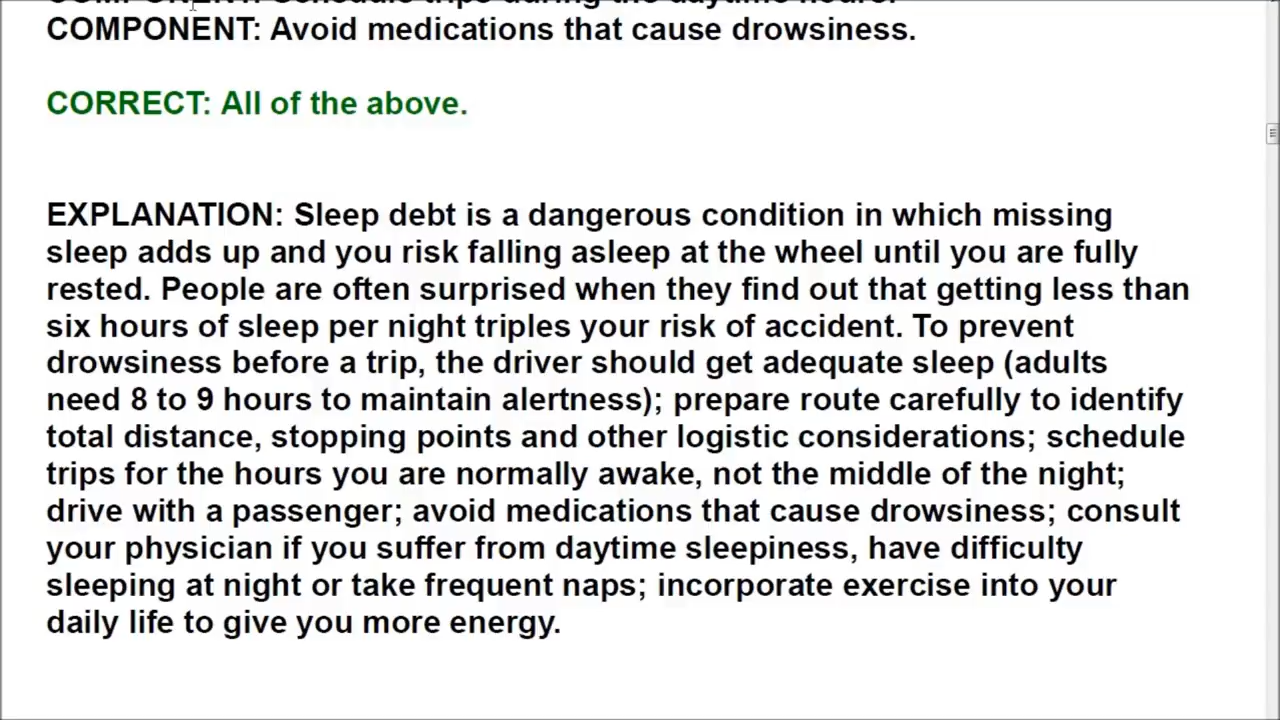 COMPONENT: Schedule trips during the daytime hours.
COMPONENT: Avoid medications that cause drowsiness.
CORRECT: All of the above.
EXPLANATION: Sleep debt is a dangerous condition in which missing
sleep adds up and you risk falling asleep at the wheel until you are fully
rested. People are often surprised when they find out that getting less than
six hours of sleep per night triples your risk of accident. To prevent
drowsiness before a trip, the driver should get adequate sleep (adults
need 8 to 9 hours to maintain alertness); prepare route carefully to identify
total distance, stopping points and other logistic considerations; schedule
trips for the hours you are normally awake, not the middle of the night;
drive with a passenger; avoid medications that cause drowsiness; consult
your physician if you suffer from daytime sleepiness, have difficulty
sleeping at night or take frequent naps; incorporate exercise into your
daily life to give you more energy.